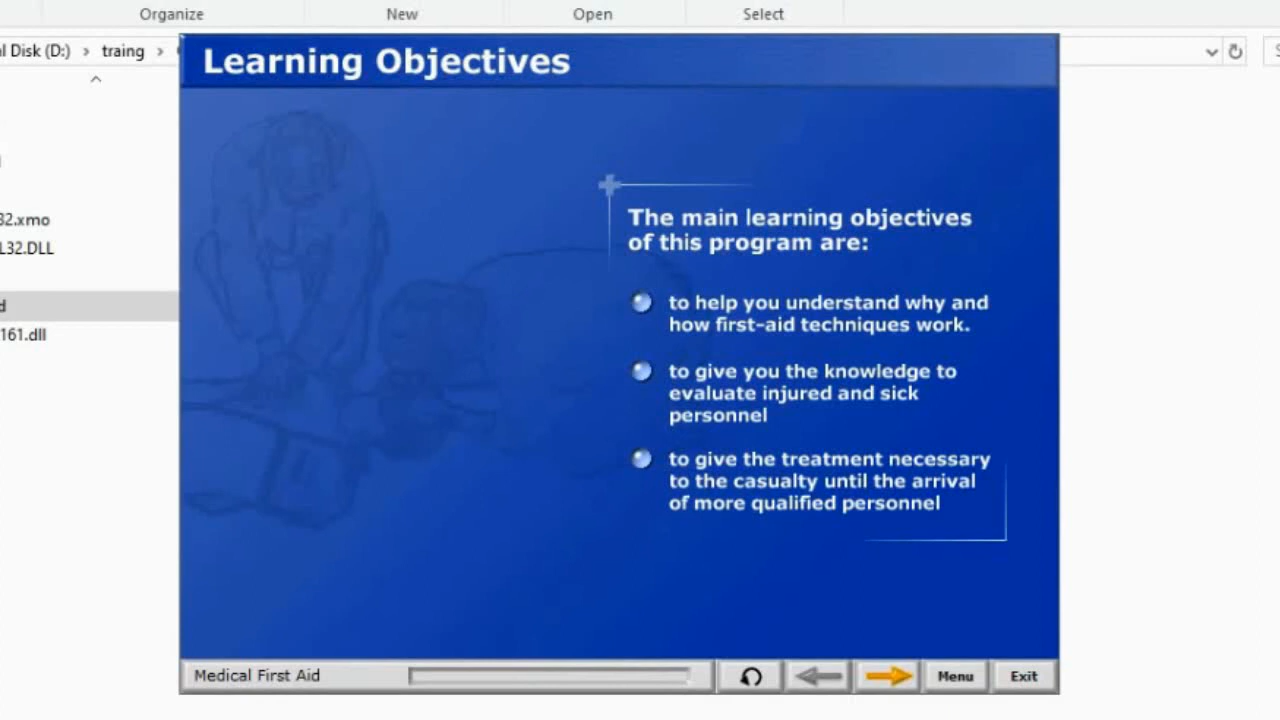 Organize New Open Select
Disk (D:) > traing >
Learning Objectives
The main learning objectives
of this program are:
to help you understand why and
how first-aid techniques work.
to give you the knowledge to
evaluate injured and sick
personnel
to give the treatment necessary
to the casualty until the arrival
of more qualified personnel
32.xmo
L32.DLL
161.dll
Medical First Aid Menu Exit